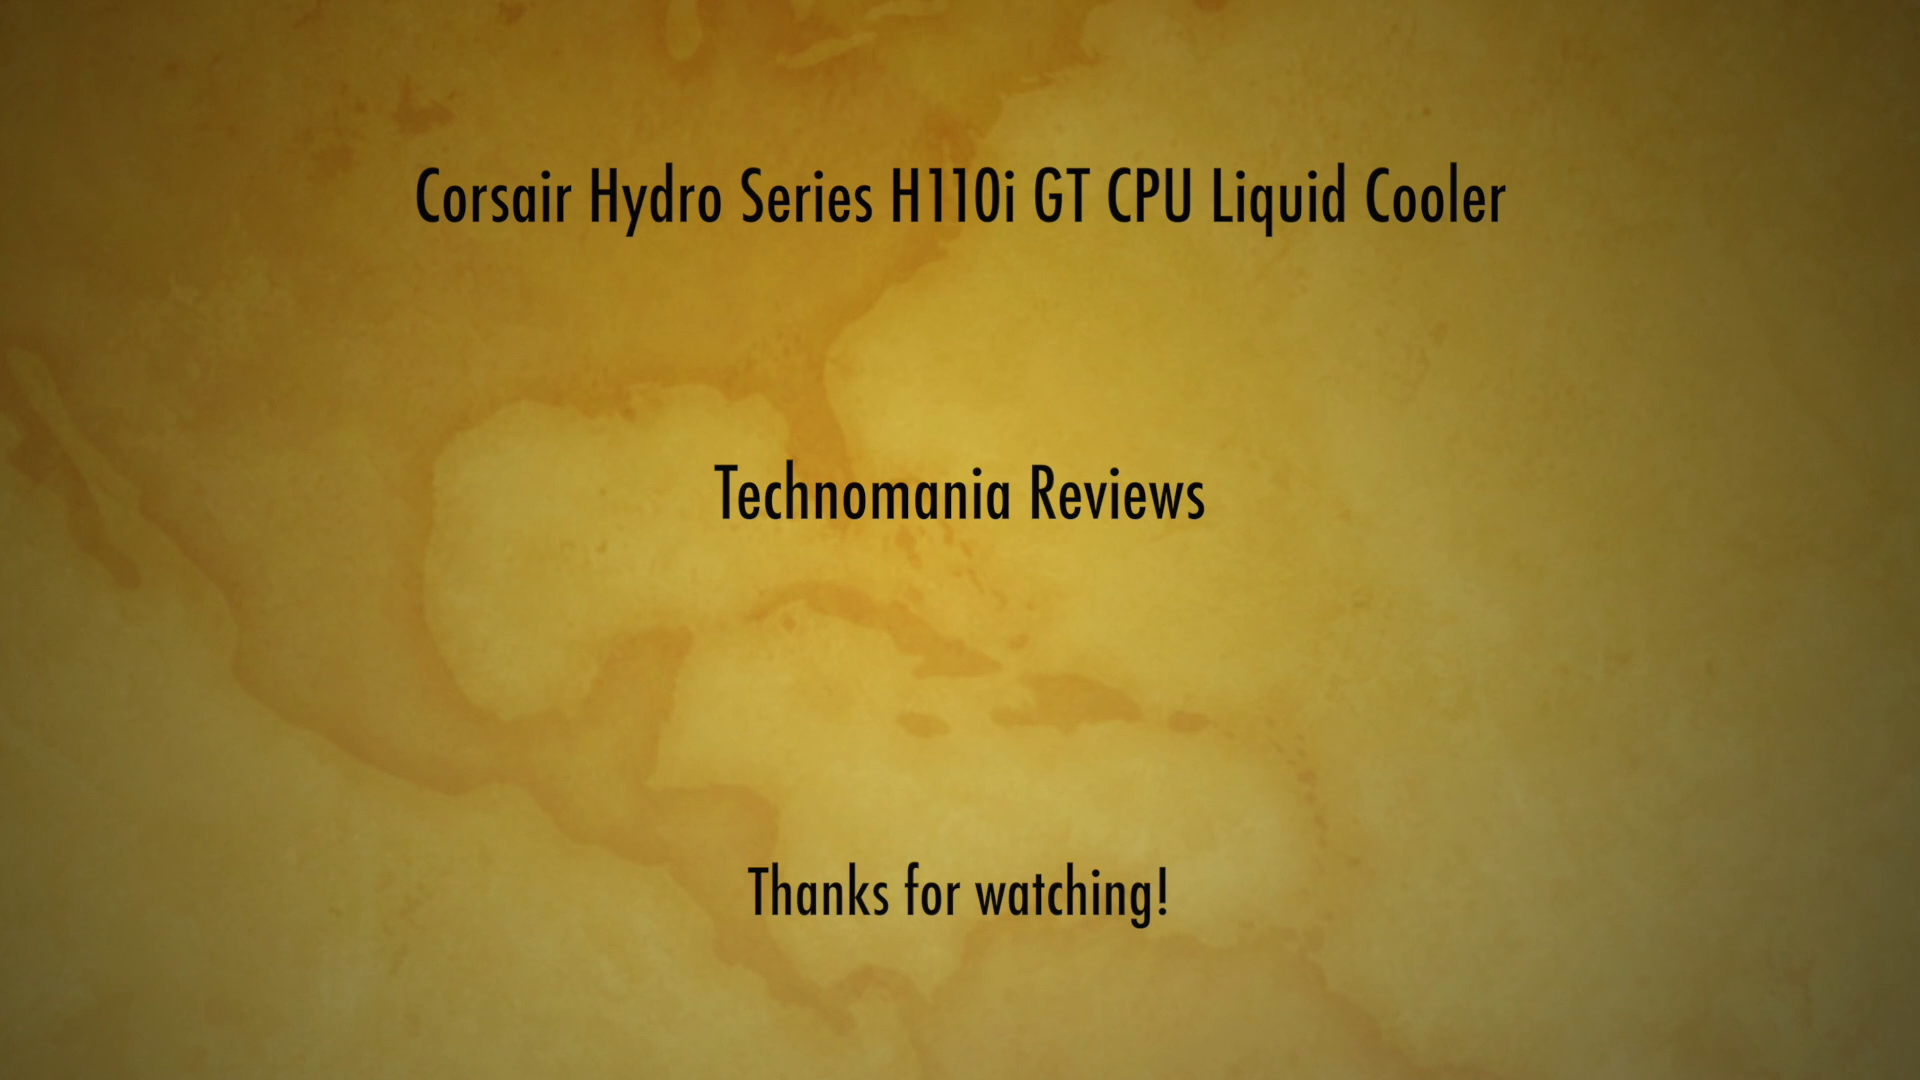 Corsair Hydro Series H110i GT CPU Liquid Cooler
Technomania Reviews
Thanks for watching!